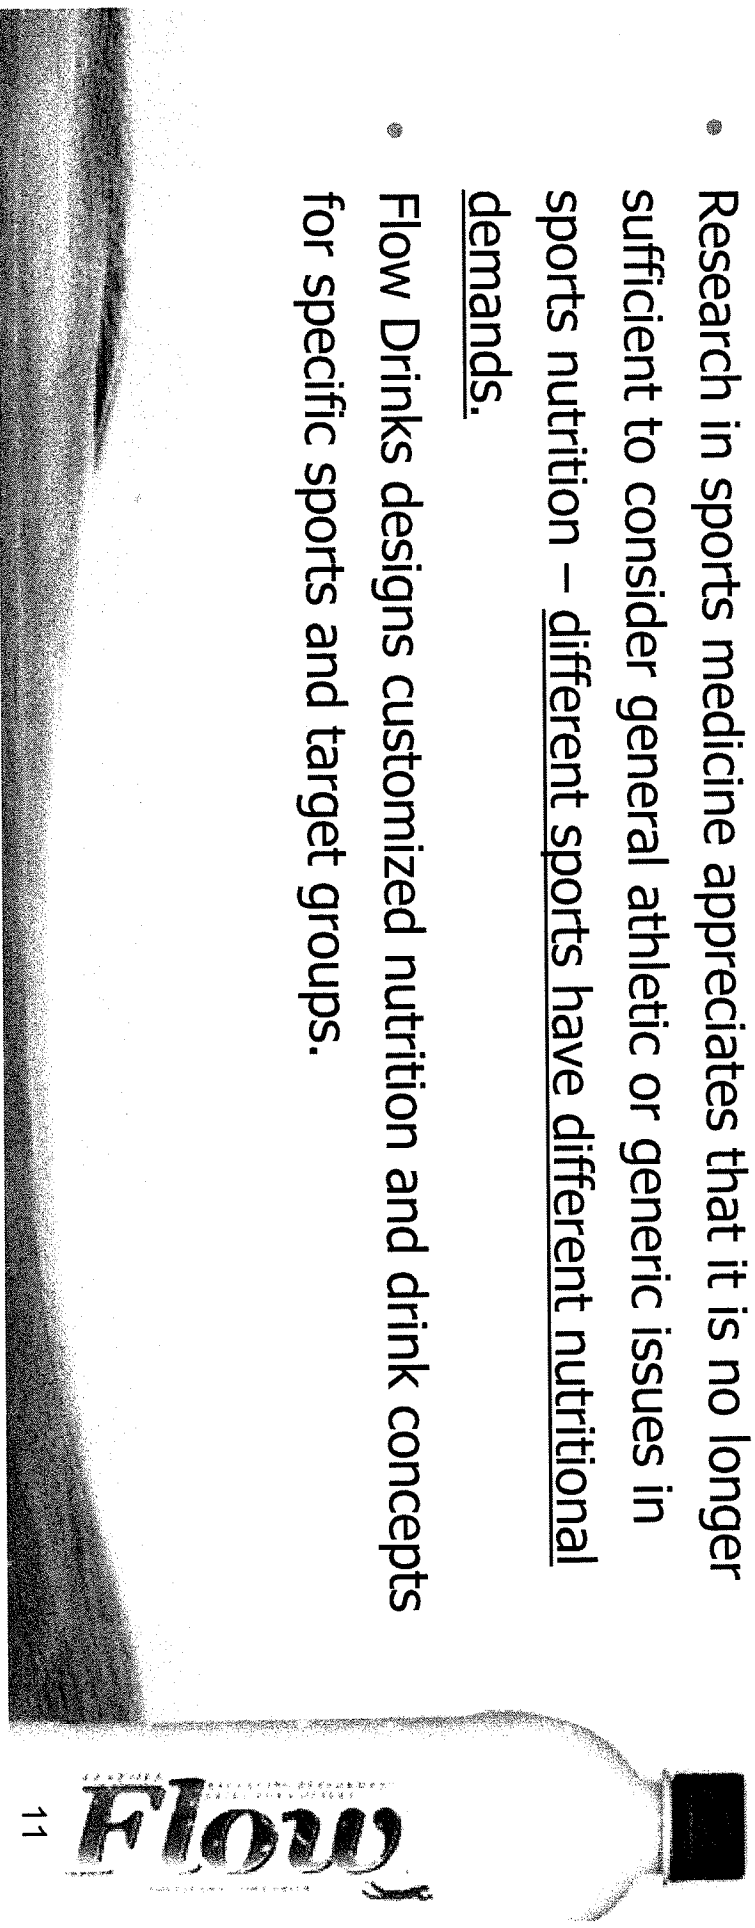 • Research in sports medicine appreciates that it is no longer
sufficient to consider general athletic or generic issues in
sports nutrition – different sports have different nutritional
demands.
• Flow Drinks designs customized nutrition and drink concepts
for specific sports and target groups.
Flow
11